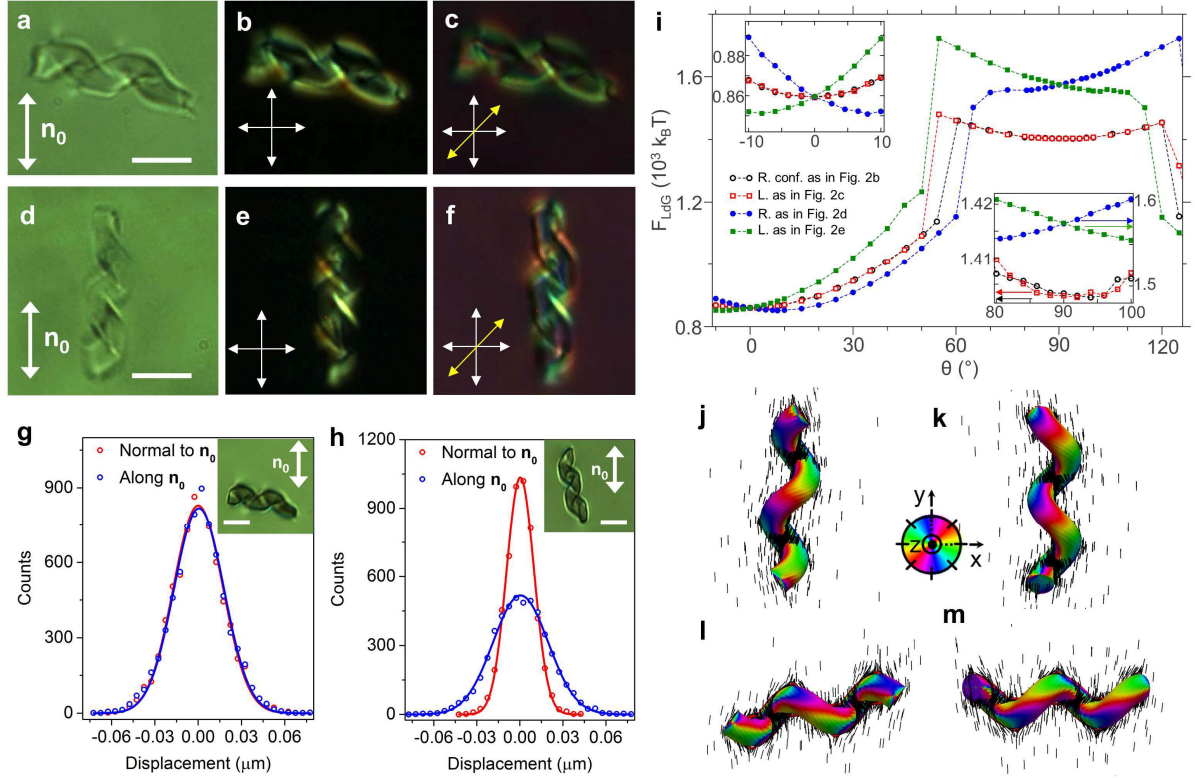 a
n₀
b
c
d
n₀
e
f
g
Normal to n₀
Along n₀
n₀
Counts
900
600
300
0
-0.06 -0.03 0.00 0.03 0.06
Displacement (μm)
h
Normal to n₀
Along n₀
n₀
Counts
1200
900
600
300
0
-0.06 -0.03 0.00 0.03 0.06
Displacement (μm)
i
F_LdG (10³ k_BT)
1.6
1.2
0.8
0 30 60 90 120
θ (°)
0.88
0.86
-10 0 10
R. conf. as in Fig. 2b
L. as in Fig. 2c
R. as in Fig. 2d
L. as in Fig. 2e
1.42
1.41
1.6
1.5
80 90 100
j
k
y
z
x
l
m